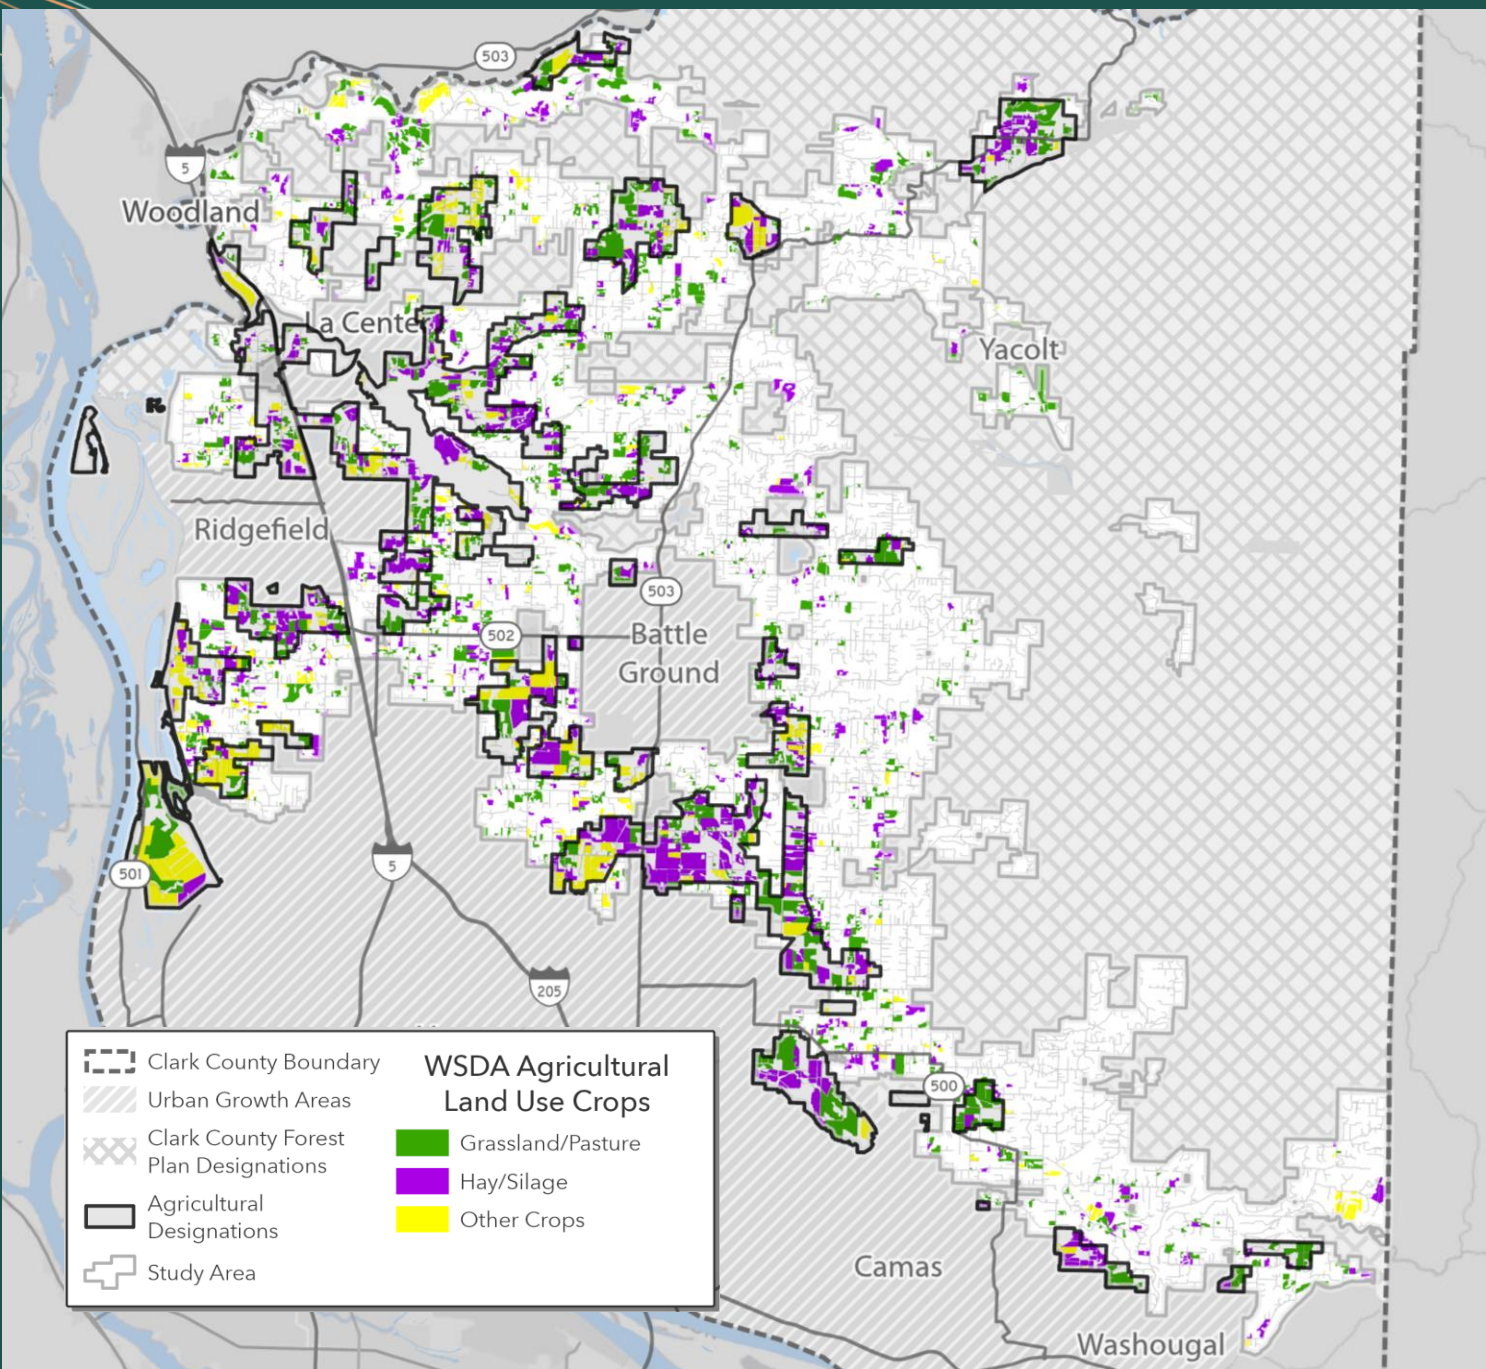 503
5
Woodland
La Center
Yacolt
Ridgefield
503
502
Battle
Ground
501
5
205
500
Camas
Washougal
Clark County Boundary
Urban Growth Areas
Clark County Forest
Plan Designations
Agricultural
Designations
Study Area
WSDA Agricultural
Land Use Crops
Grassland/Pasture
Hay/Silage
Other Crops